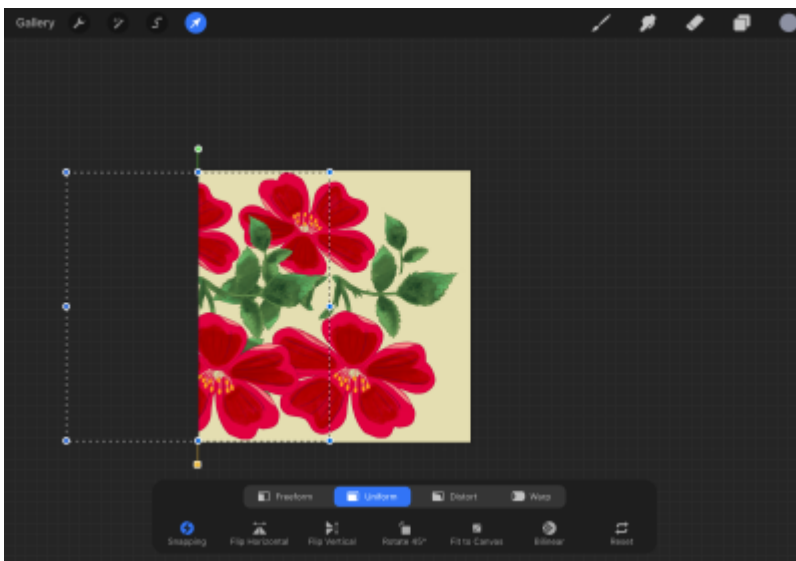 Gallery
Freeform
Uniform
Distort
Warp
Snapping
Flip Horizontal
Flip Vertical
Rotate 45°
Fit to Canvas
Bilinear
Reset